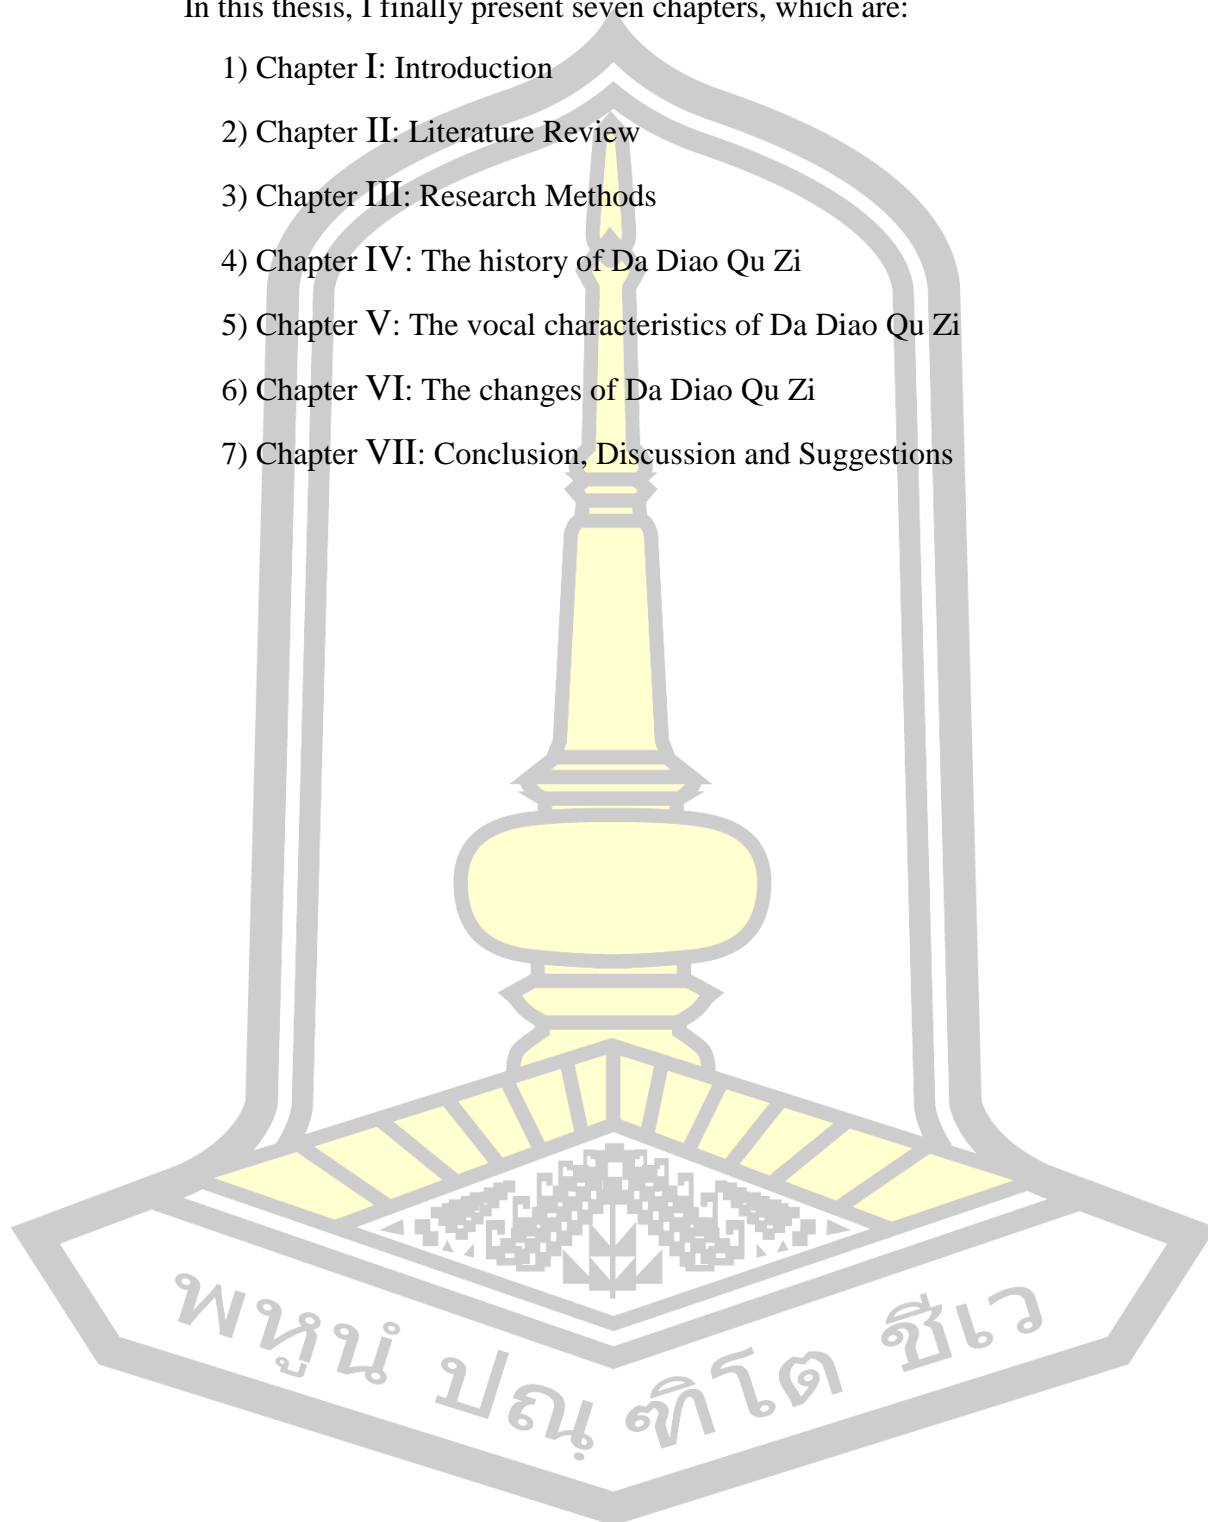 In this thesis, I finally present seven chapters, which are:
1) Chapter I: Introduction
2) Chapter II: Literature Review
3) Chapter III: Research Methods
4) Chapter IV: The history of Da Diao Qu Zi
5) Chapter V: The vocal characteristics of Da Diao Qu Zi
6) Chapter VI: The changes of Da Diao Qu Zi
7) Chapter VII: Conclusion, Discussion and Suggestions
พหูนํ ปณฺฑิโต ชีเว